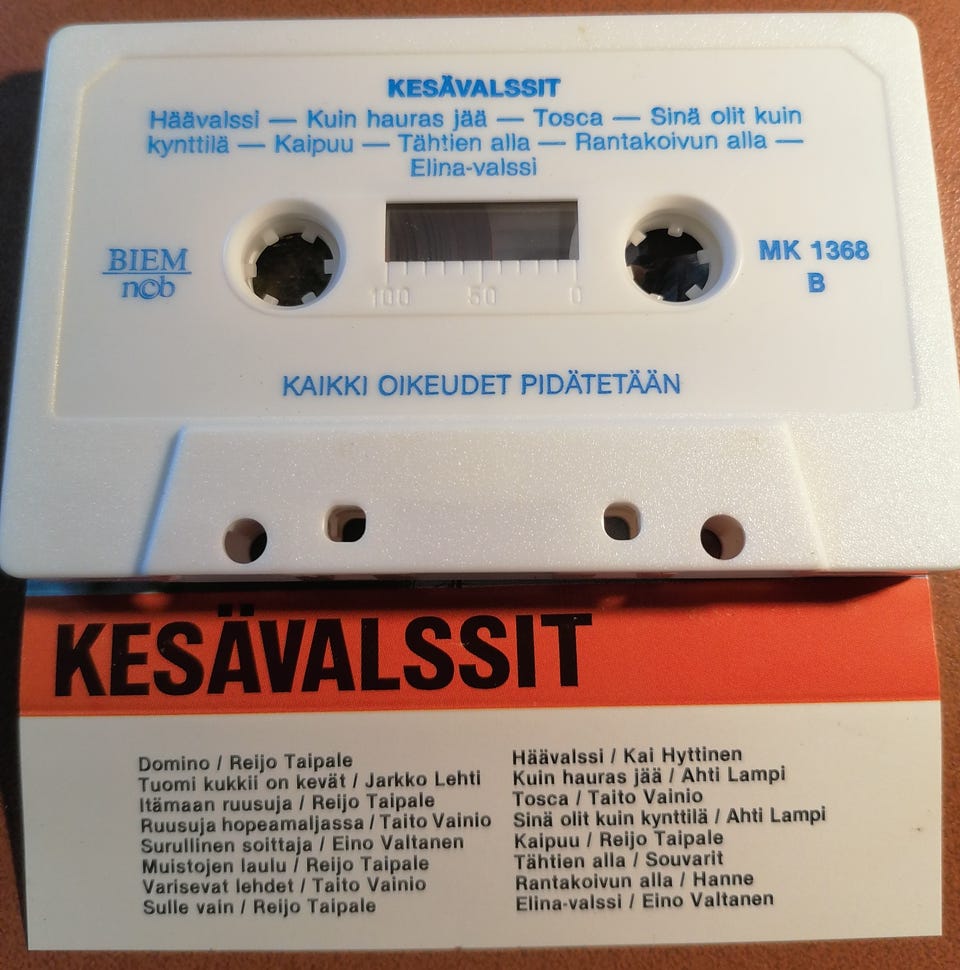 KESÄVALSSIT
Häävalssi — Kuin hauras jää — Tosca — Sinä olit kuin
kynttilä — Kaipuu — Tähtien alla — Rantakoivun alla —
Elina-valssi
BIEM
n©b
MK 1368
B
100 50 0
KAIKKI OIKEUDET PIDÄTETÄÄN
KESÄVALSSIT
Domino / Reijo Taipale
Tuomi kukkii on kevät / Jarkko Lehti
Itämaan ruusuja / Reijo Taipale
Ruusuja hopeamaljassa / Taito Vainio
Surullinen soittaja / Eino Valtanen
Muistojen laulu / Reijo Taipale
Varisevat lehdet / Taito Vainio
Sulle vain / Reijo Taipale
Häävalssi / Kai Hyttinen
Kuin hauras jää / Ahti Lampi
Tosca / Taito Vainio
Sinä olit kuin kynttilä / Ahti Lampi
Kaipuu / Reijo Taipale
Tähtien alla / Souvarit
Rantakoivun alla / Hanne
Elina-valssi / Eino Valtanen